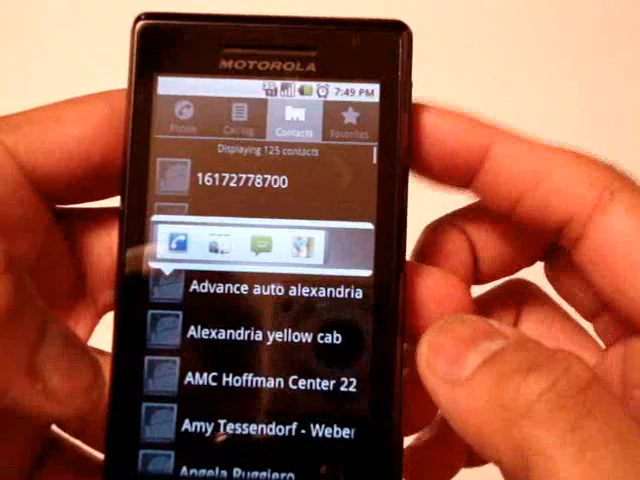 MOTOROLA
7:49 PM
Phone Call log Contacts Favorites
Displaying 125 contacts
16172778700
Advance auto alexandria
Alexandria yellow cab
AMC Hoffman Center 22
Amy Tessendorf - Weber
Angela Ruggiero